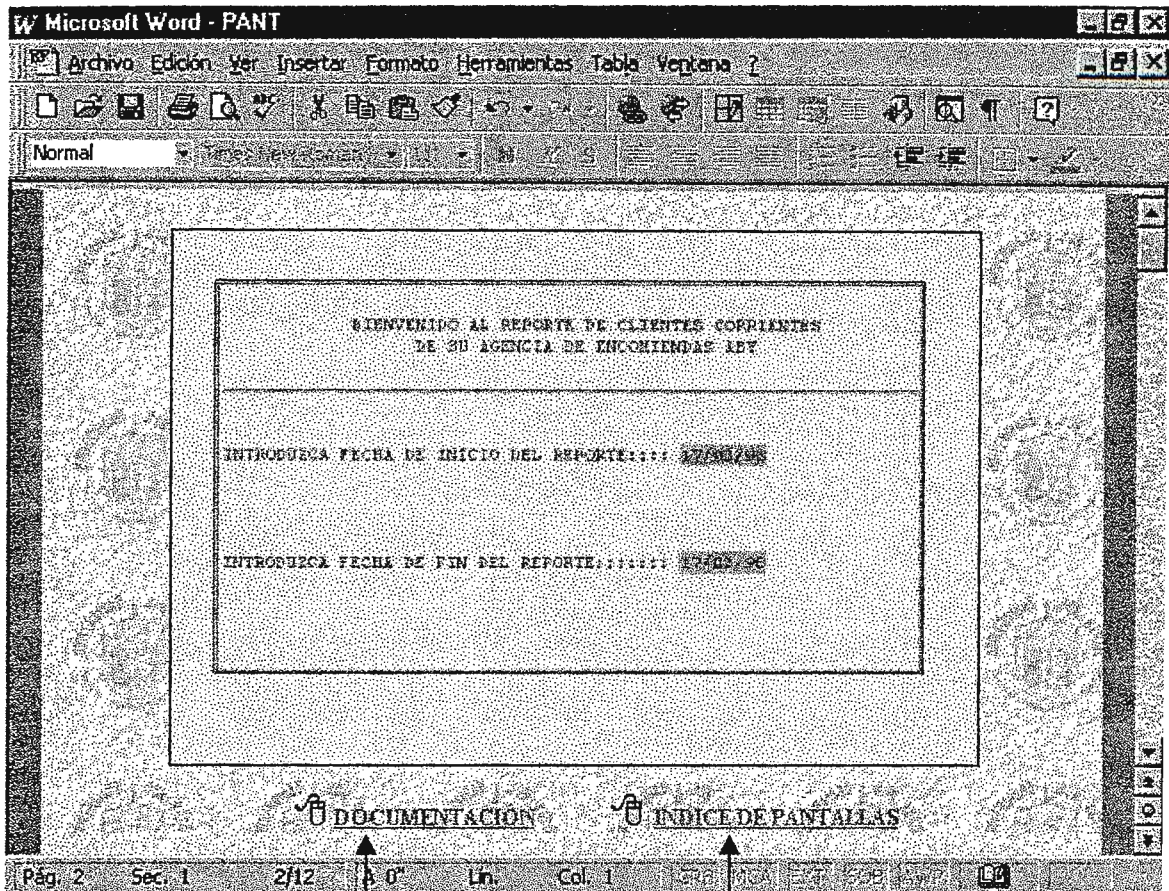 Microsoft Word - PANT
Archivo Edición Ver Insertar Formato Herramientas Tabla Ventana ?
Normal
BIENVENIDO AL REPORTE DE CLIENTES CORRIENTES
DE SU AGENCIA DE ENCOMIENDAS ABY
INTRODUZCA FECHA DE INICIO DEL REPORTE::::
INTRODUZCA FECHA DE FIN DEL REPORTE:::::::
DOCUMENTACION INDICE DE PANTALLAS
Pág. 2 Sec. 1 2/12 A 0" Lín. Col. 1